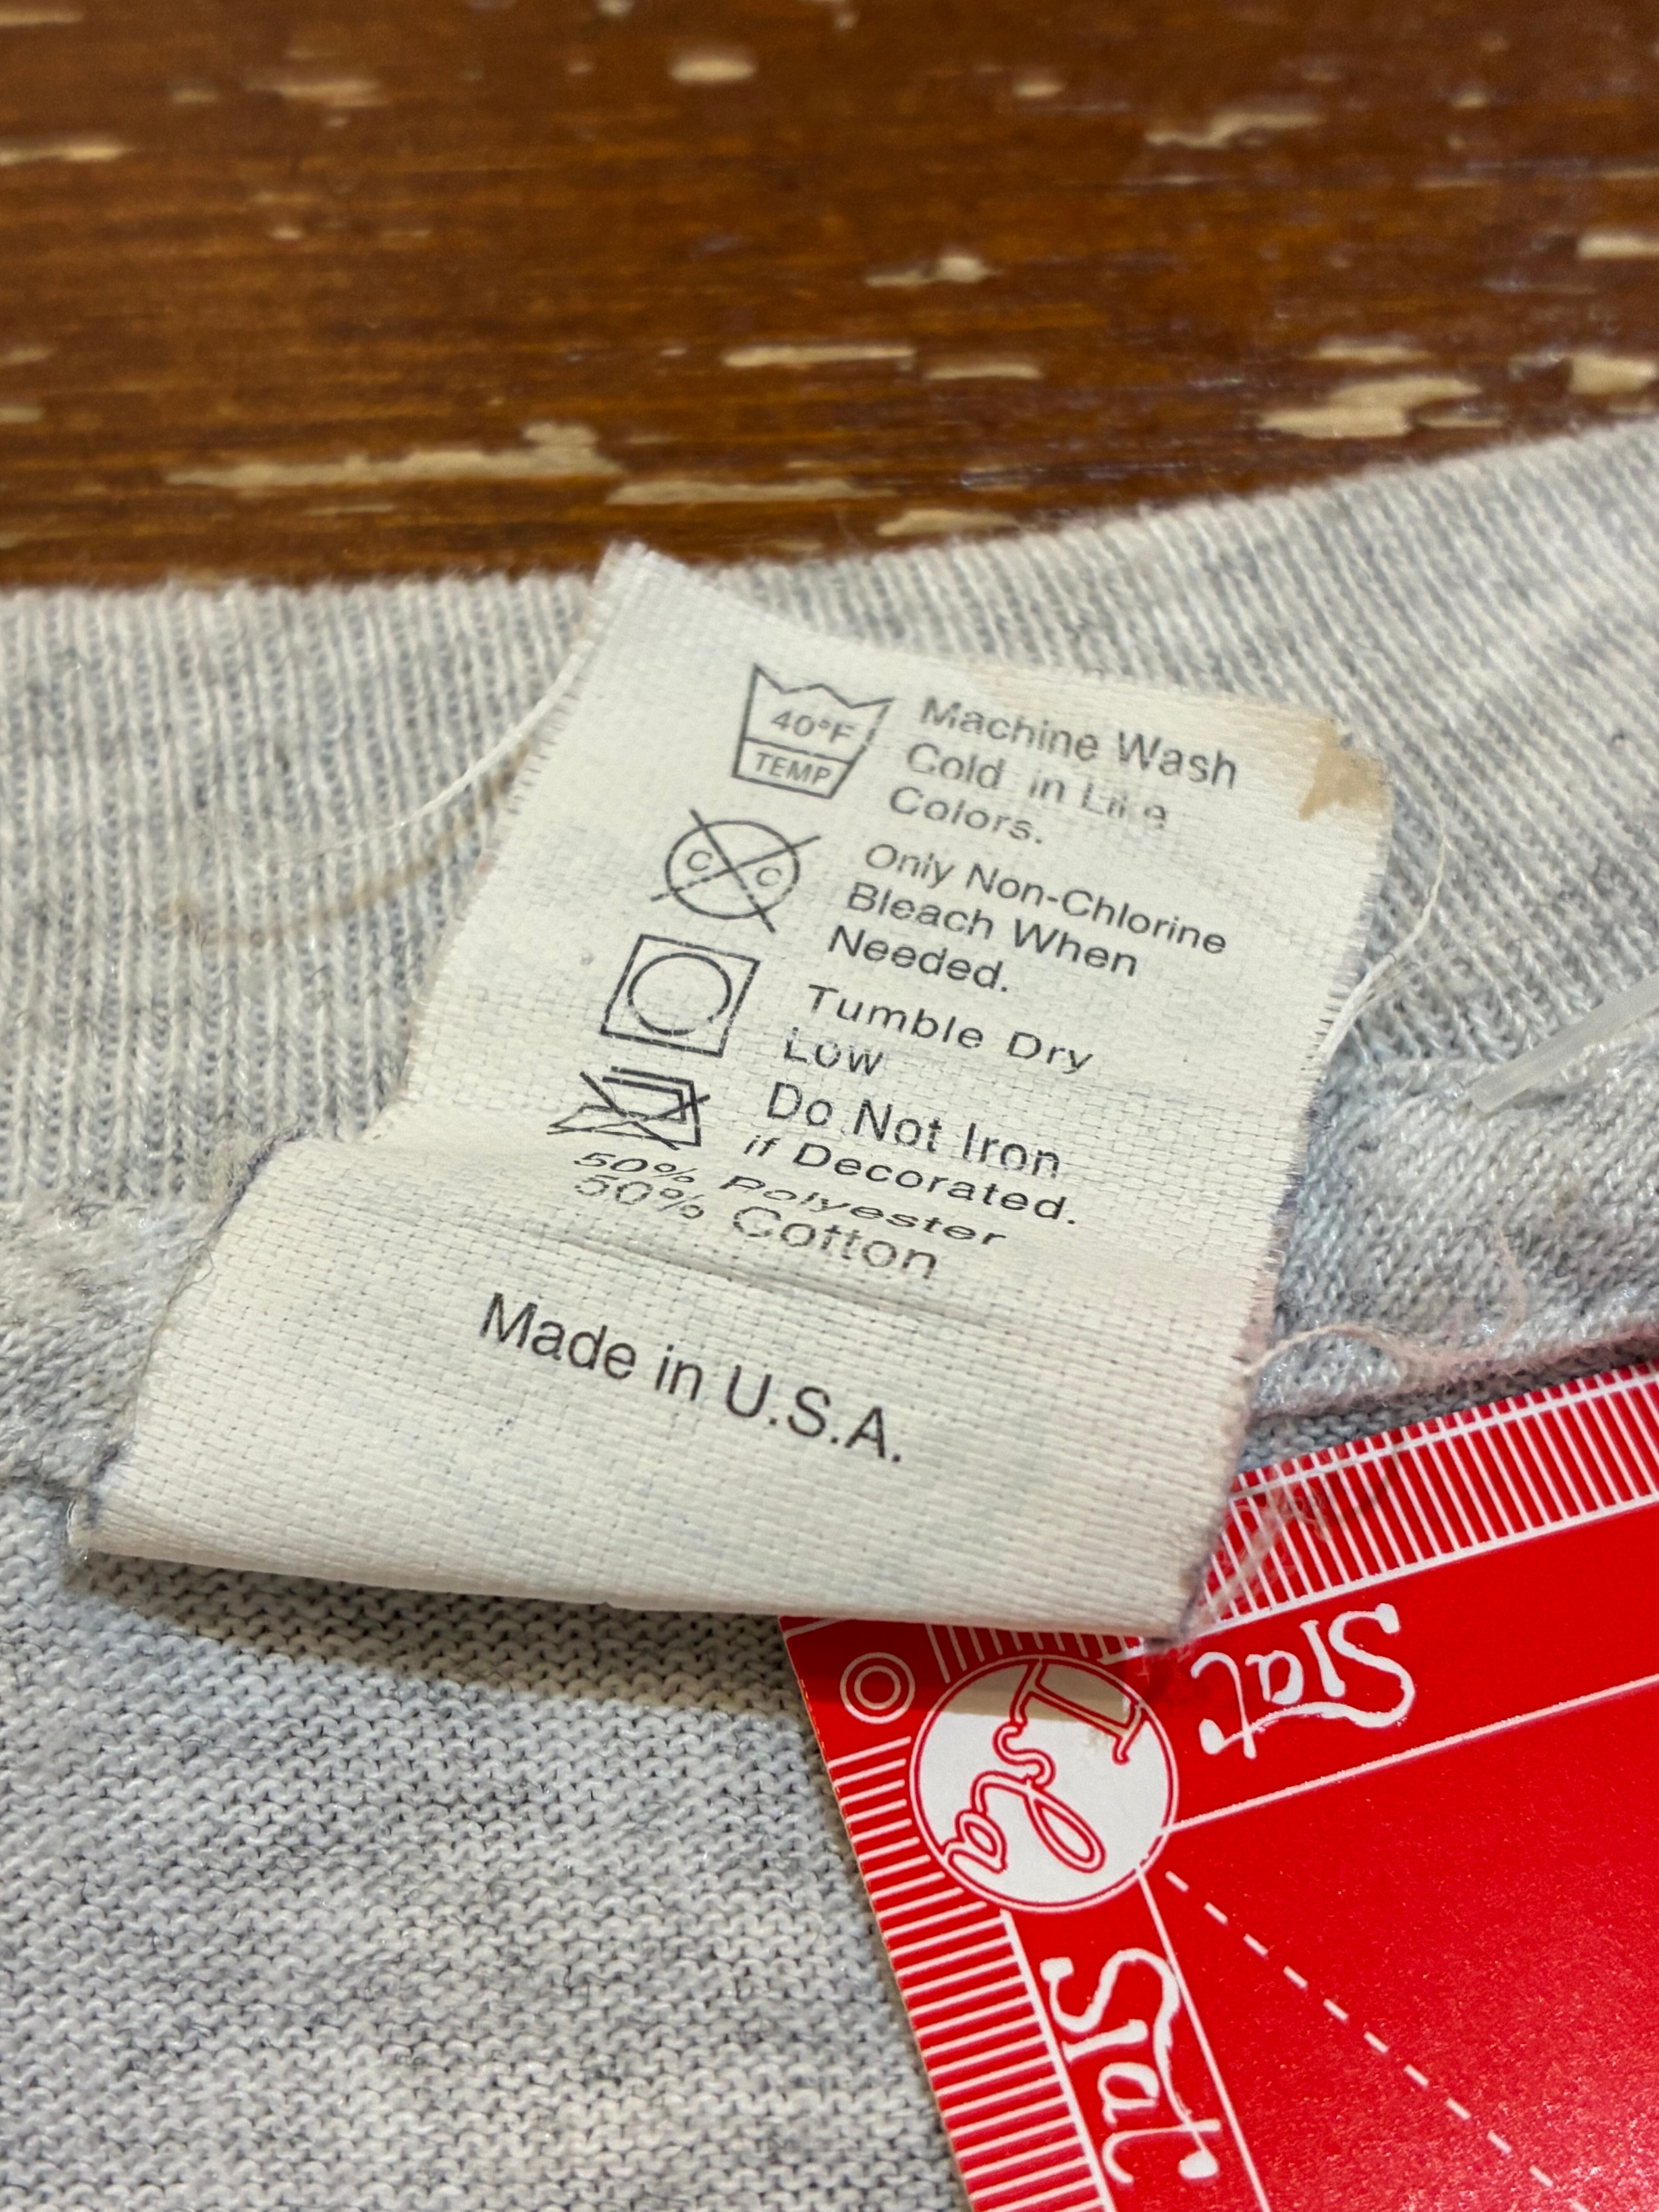 40°F
TEMP
Machine Wash
Cold in Like
Colors.
C C
Only Non-Chlorine
Bleach When
Needed.
Tumble Dry
Low
Do Not Iron
if Decorated.
50% Polyester
50% Cotton
Made in U.S.A.
Slat
Isla
Slat